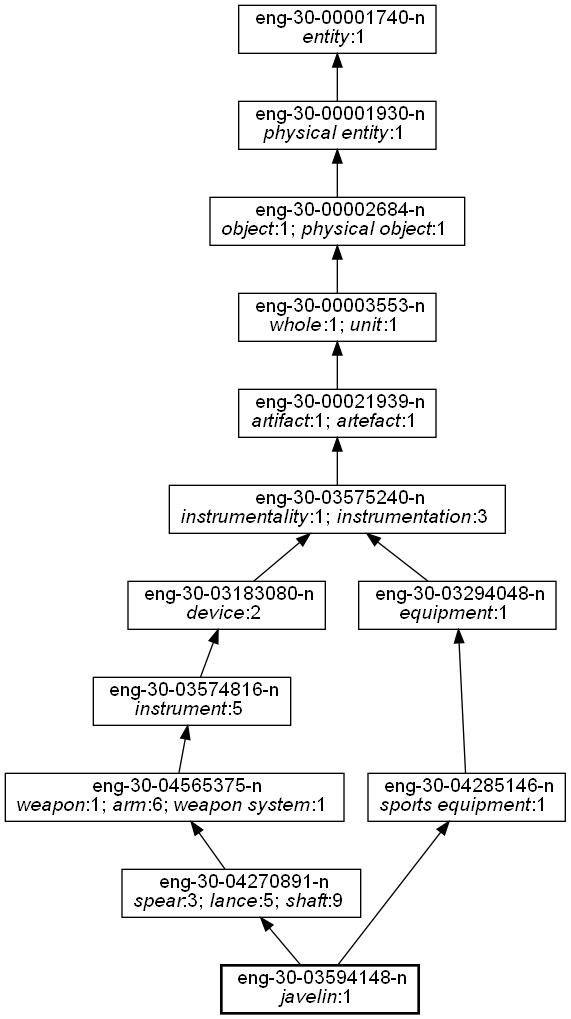 eng-30-00001740-n
entity:1
eng-30-00001930-n
physical entity:1
eng-30-00002684-n
object:1; physical object:1
eng-30-00003553-n
whole:1; unit:1
eng-30-00021939-n
artifact:1; artefact:1
eng-30-03575240-n
instrumentality:1; instrumentation:3
eng-30-03183080-n
device:2
eng-30-03294048-n
equipment:1
eng-30-03574816-n
instrument:5
eng-30-04565375-n
weapon:1; arm:6; weapon system:1
eng-30-04285146-n
sports equipment:1
eng-30-04270891-n
spear:3; lance:5; shaft:9
eng-30-03594148-n
javelin:1